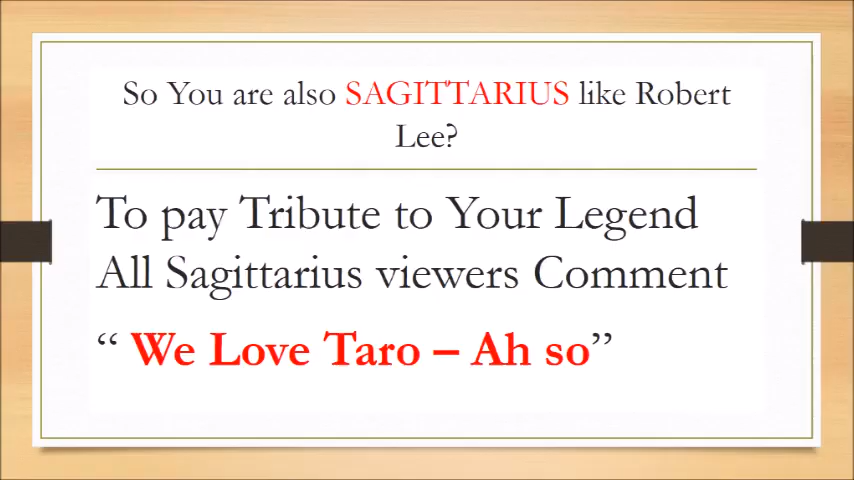 So You are also SAGITTARIUS like Robert
Lee?
To pay Tribute to Your Legend
All Sagittarius viewers Comment
“ We Love Taro – Ah so”